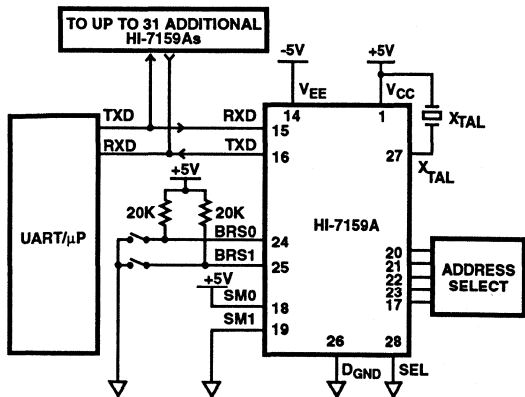 TO UP TO 31 ADDITIONAL
HI-7159As
-5V
+5V
VEE
VCC
14
1
XTAL
TXD
RXD
15
RXD
TXD
16
27
XTAL
+5V
20K
20K
HI-7159A
UART/μP
BRS0
24
BRS1
25
+5V
SM0
18
SM1
19
20
21
22
23
17
ADDRESS
SELECT
26
28
DGND
SEL